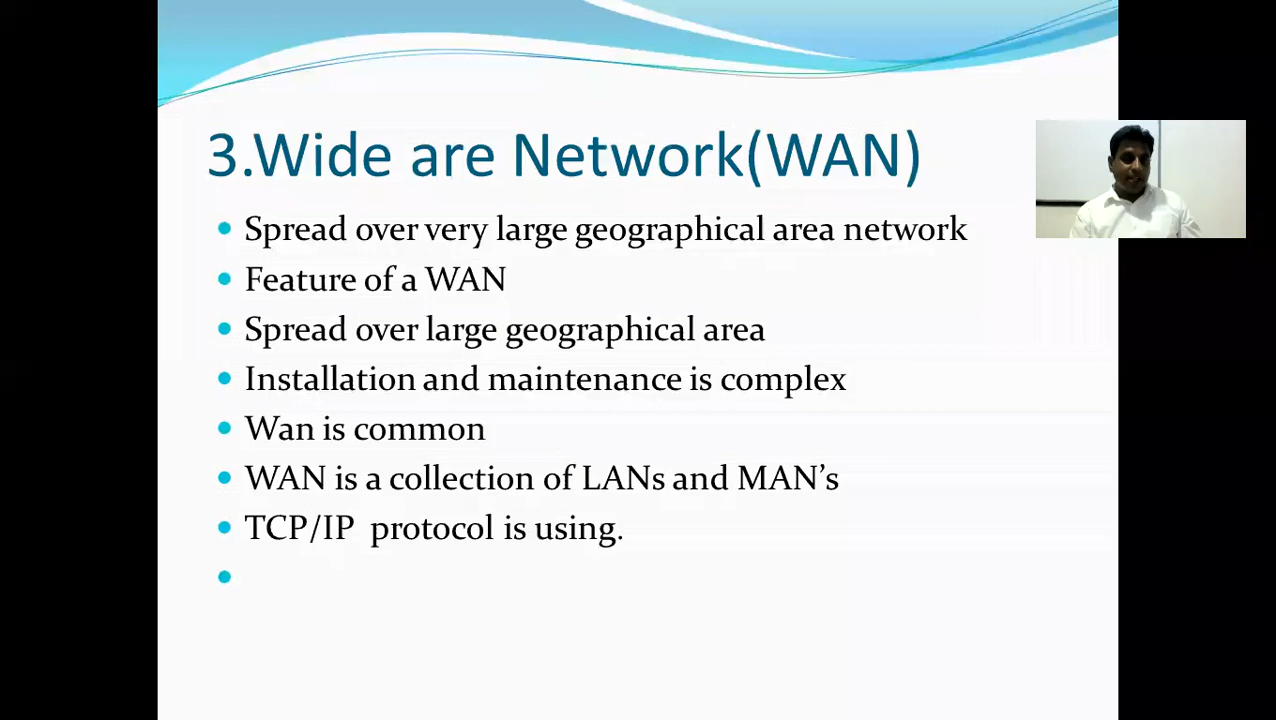 3.Wide are Network(WAN)
Spread over very large geographical area network
Feature of a WAN
Spread over large geographical area
Installation and maintenance is complex
Wan is common
WAN is a collection of LANs and MAN’s
TCP/IP  protocol is using.